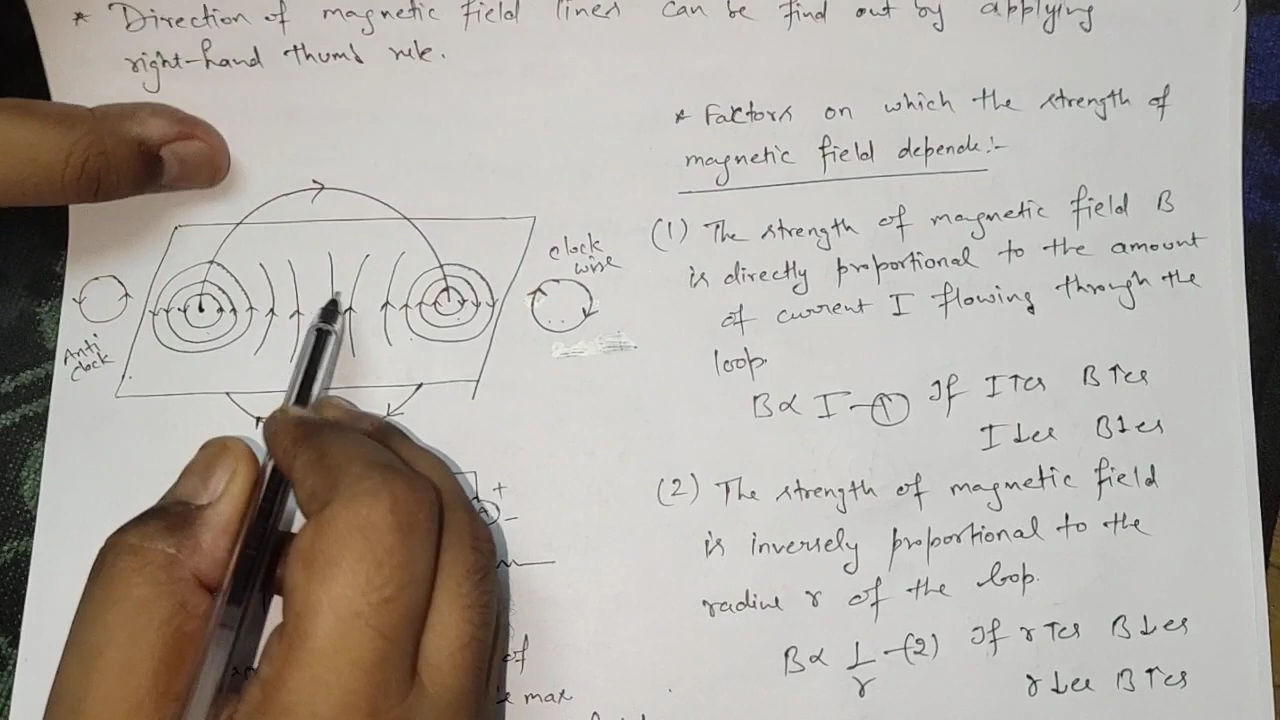 * Direction of magnetic field lines can be find out by applying
right-hand thumb rule.
* Factors on which the strength of
magnetic field depends:-
clock
wise
Anti
clock
(1) The strength of magnetic field B
is directly proportional to the amount
of current I flowing through the
loop.
B∝ I -① If I↑es B↑es
I↓es B↓es
+
A
-
(2) The strength of magnetic field
is inversely proportional to the
radius r of the loop.
B∝ 1/r -(2) If r↑es B↓es
r↓es B↑es
of
max